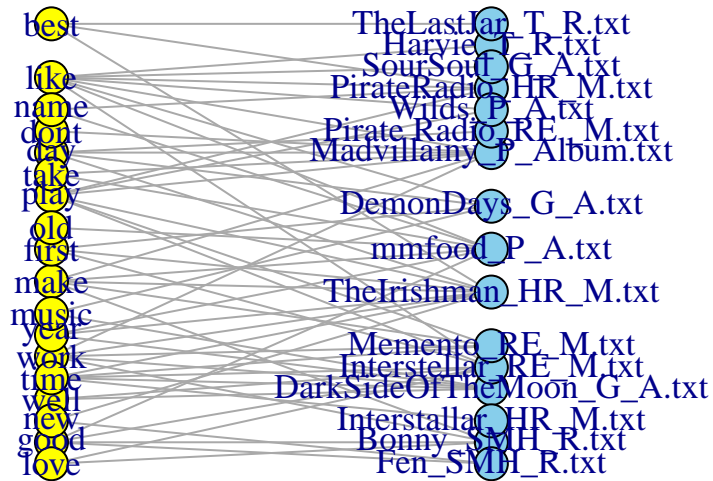 best
like
name
dont
day
take
play
old
first
make
music
year
work
time
well
new
good
love
TheLastJar_T_R.txt
Harvie_T_R.txt
SourSoul_G_A.txt
PirateRadio_HR_M.txt
Wilds_P_A.txt
Pirate_Radio_RE_M.txt
Madvillainy_P_Album.txt
DemonDays_G_A.txt
mmfood_P_A.txt
TheIrishman_HR_M.txt
Memento_RE_M.txt
Interstellar_RE_M.txt
DarkSideOfTheMoon_G_A.txt
Interstallar_HR_M.txt
Bonny_SMH_R.txt
Fen_SMH_R.txt